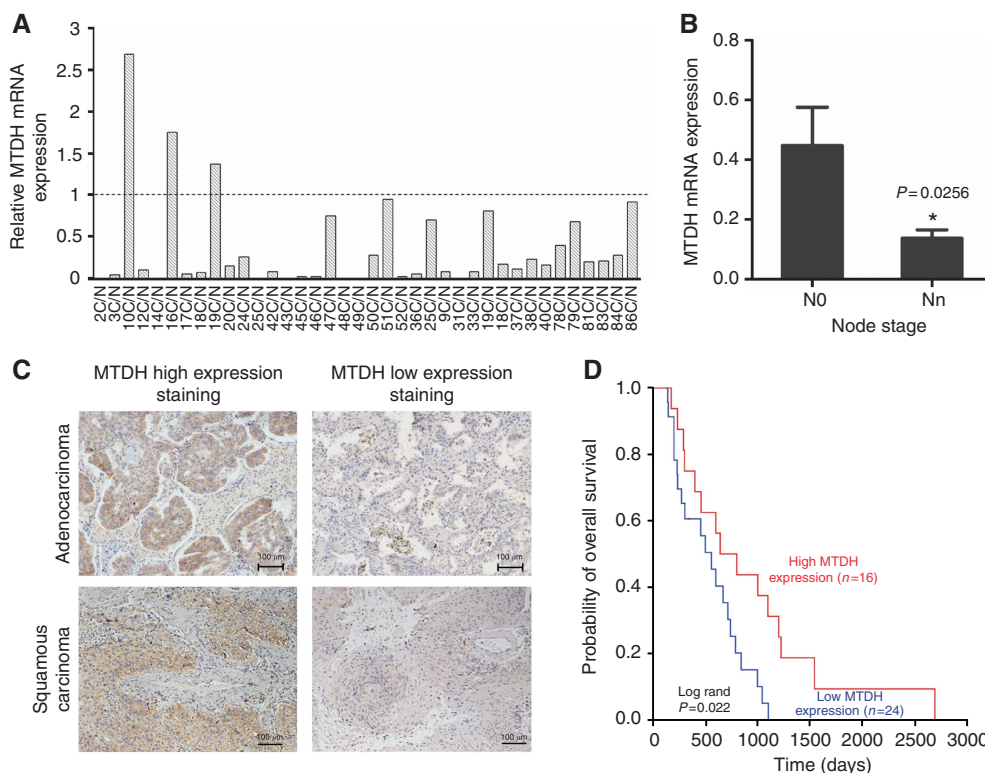 A
Relative MTDH mRNA
expression
3
2.5
2
1.5
1
0.5
0
2C/N
3C/N
10C/N
12C/N
14C/N
16C/N
17C/N
18C/N
19C/N
20C/N
24C/N
25C/N
42C/N
43C/N
45C/N
46C/N
47C/N
48C/N
49C/N
50C/N
51C/N
52C/N
36C/N
25C/N
9C/N
31C/N
33C/N
19C/N
18C/N
37C/N
38C/N
40C/N
78C/N
79C/N
81C/N
83C/N
84C/N
86C/N
B
MTDH mRNA expression
0.8
0.6
0.4
0.2
0.0
P=0.0256
*
N0
Nn
Node stage
C
MTDH high expression
staining
MTDH low expression
staining
Adenocarcinoma
100 μm
100 μm
Squamous
carcinoma
100 μm
100 μm
D
Probability of overall survival
1.0
0.8
0.6
0.4
0.2
0.0
High MTDH
expression (n=16)
Log rand
P=0.022
Low MTDH
expression (n=24)
0
500
1000
1500
2000
2500
3000
Time (days)